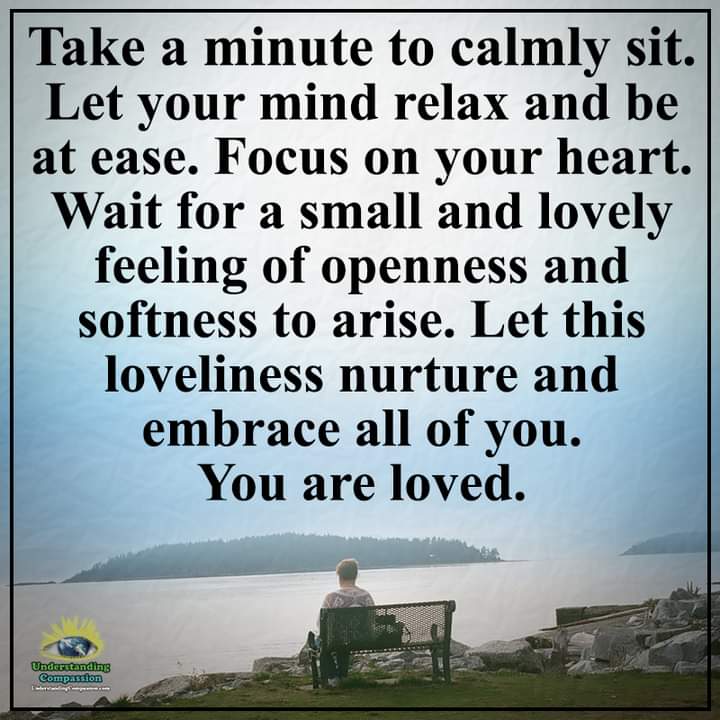 Take a minute to calmly sit.
Let your mind relax and be
at ease. Focus on your heart.
Wait for a small and lovely
feeling of openness and
softness to arise. Let this
loveliness nurture and
embrace all of you.
You are loved.
Understanding
Compassion
UnderstandingCompassion.com